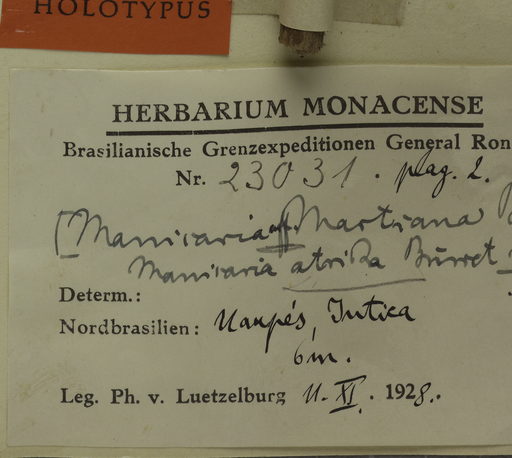 HOLOTYPUS
HERBARIUM MONACENSE
Brasilianische Grenzexpeditionen General Ron
Nr. 23031. plag. 2.
[Manicaria aff. Martiana
Manicaria atricha Burret
Determ.:
Nordbrasilien: Uaupés, Jutica
6m.
Leg. Ph. v. Luetzelburg 11. XI. 1928.